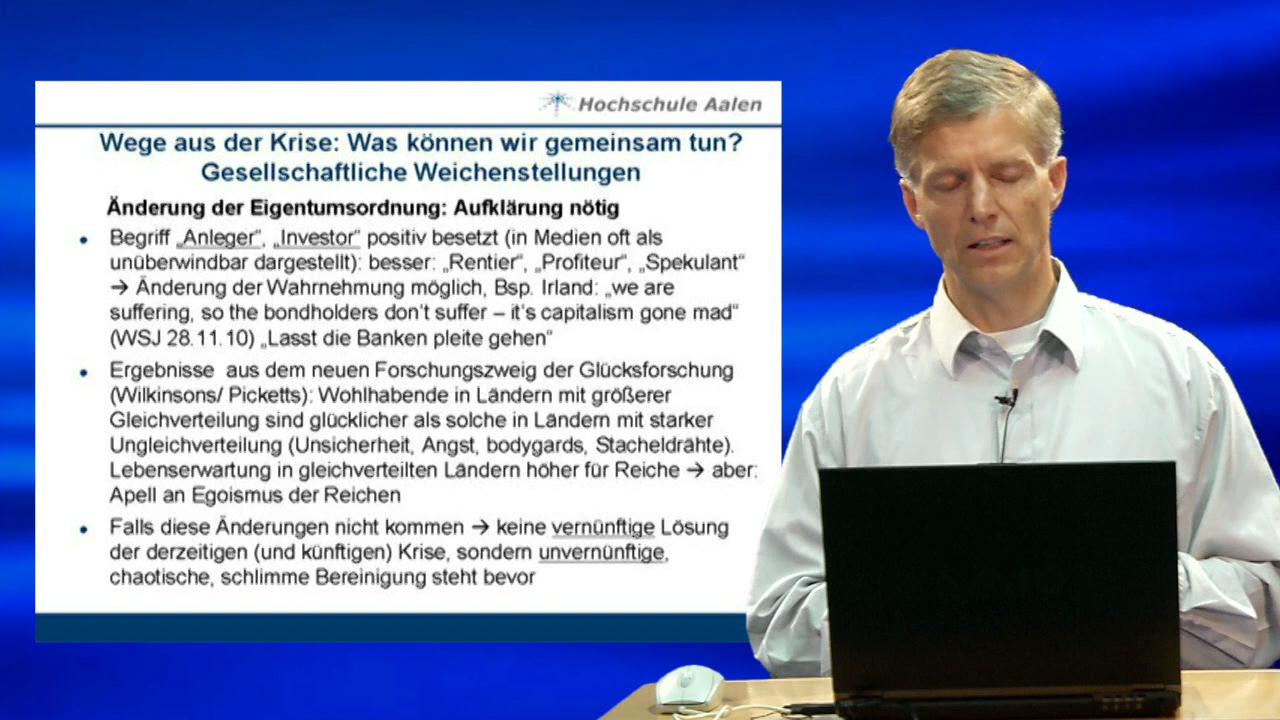 Hochschule Aalen
Wege aus der Krise: Was können wir gemeinsam tun?
Gesellschaftliche Weichenstellungen
Änderung der Eigentumsordnung: Aufklärung nötig
• Begriff „Anleger“, „Investor“ positiv besetzt (in Medien oft als
unüberwindbar dargestellt): besser: „Rentier“, „Profiteur“, „Spekulant“
→ Änderung der Wahrnehmung möglich, Bsp. Irland: „we are
suffering, so the bondholders don't suffer – it's capitalism gone mad“
(WSJ 28.11.10) „Lasst die Banken pleite gehen“
• Ergebnisse aus dem neuen Forschungszweig der Glücksforschung
(Wilkinsons/ Picketts): Wohlhabende in Ländern mit größerer
Gleichverteilung sind glücklicher als solche in Ländern mit starker
Ungleichverteilung (Unsicherheit, Angst, bodygards, Stacheldrähte).
Lebenserwartung in gleichverteilten Ländern höher für Reiche → aber:
Apell an Egoismus der Reichen
• Falls diese Änderungen nicht kommen → keine vernünftige Lösung
der derzeitigen (und künftigen) Krise, sondern unvernünftige,
chaotische, schlimme Bereinigung steht bevor